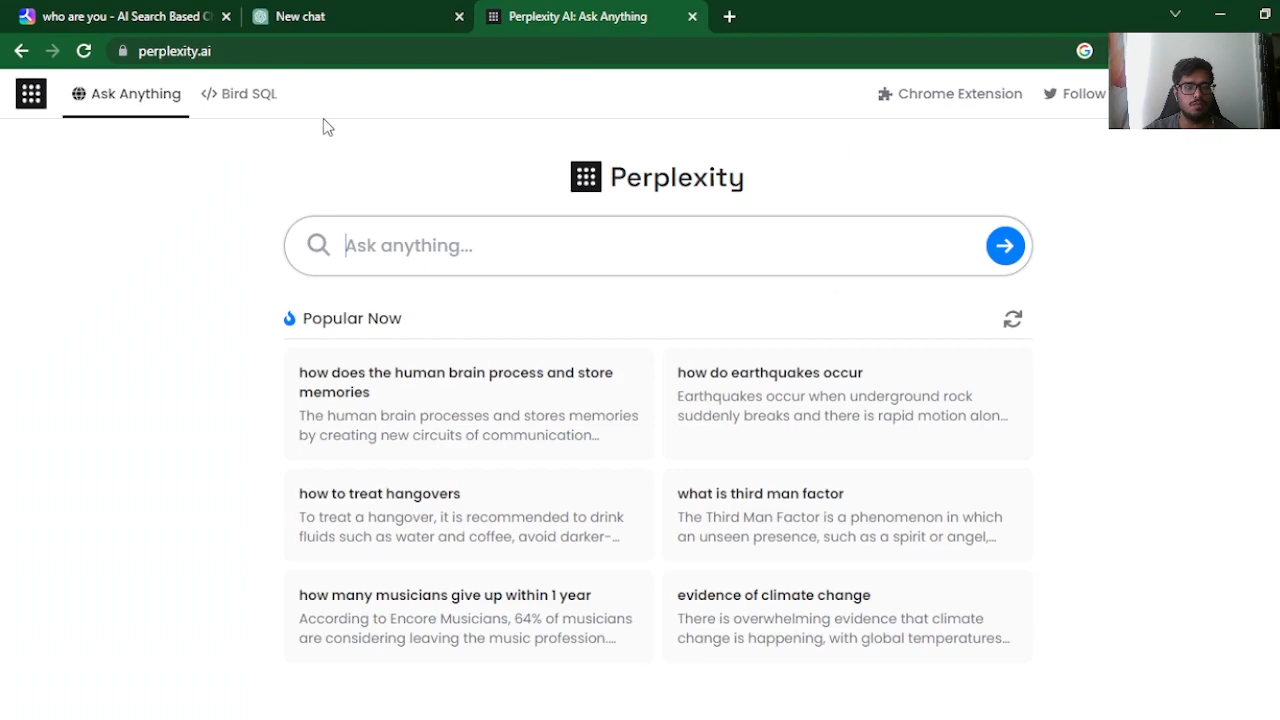 who are you - AI Search Based C
New chat
Perplexity AI: Ask Anything
perplexity.ai
Ask Anything
</> Bird SQL
Chrome Extension
Follow
Perplexity
Ask anything...
Popular Now
how does the human brain process and store
memories
The human brain processes and stores memories
by creating new circuits of communication...
how do earthquakes occur
Earthquakes occur when underground rock
suddenly breaks and there is rapid motion alon...
how to treat hangovers
To treat a hangover, it is recommended to drink
fluids such as water and coffee, avoid darker-...
what is third man factor
The Third Man Factor is a phenomenon in which
an unseen presence, such as a spirit or angel,...
how many musicians give up within 1 year
According to Encore Musicians, 64% of musicians
are considering leaving the music profession....
evidence of climate change
There is overwhelming evidence that climate
change is happening, with global temperatures...